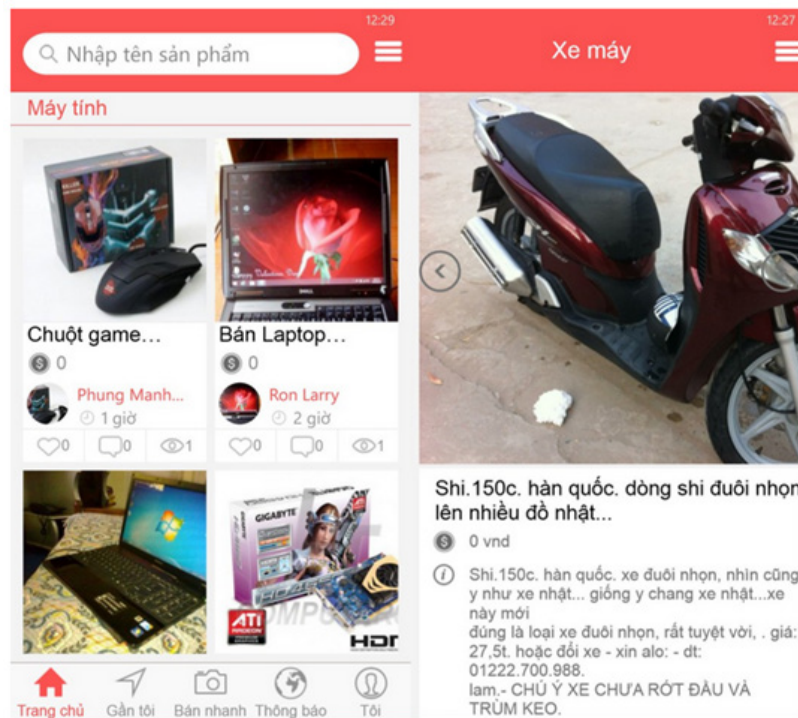 12:29
Nhập tên sản phẩm
Máy tính
Chuột game...
0
Phung Manh...
1 giờ
0 0 1
Bán Laptop...
0
Ron Larry
2 giờ
0 0 1
DELL
GIGABYTE
ATI
RADEON
Trang chủ
Gần tôi
Bán nhanh
Thông báo
Tôi
12:27
Xe máy
Shi.150c. hàn quốc. dòng shi đuôi nhọn
lên nhiều đồ nhật...
0 vnd
Shi.150c. hàn quốc. xe đuôi nhọn, nhìn cũng
y như xe nhật... giống y chang xe nhật...xe
này mới
đúng là loại xe đuôi nhọn, rất tuyệt vời, . giá:
27,5t. hoặc đổi xe - xin alo: - dt:
01222.700.988.
lam.- CHÚ Ý XE CHƯA RÓT ĐẦU VÀ
TRÙM KEO.